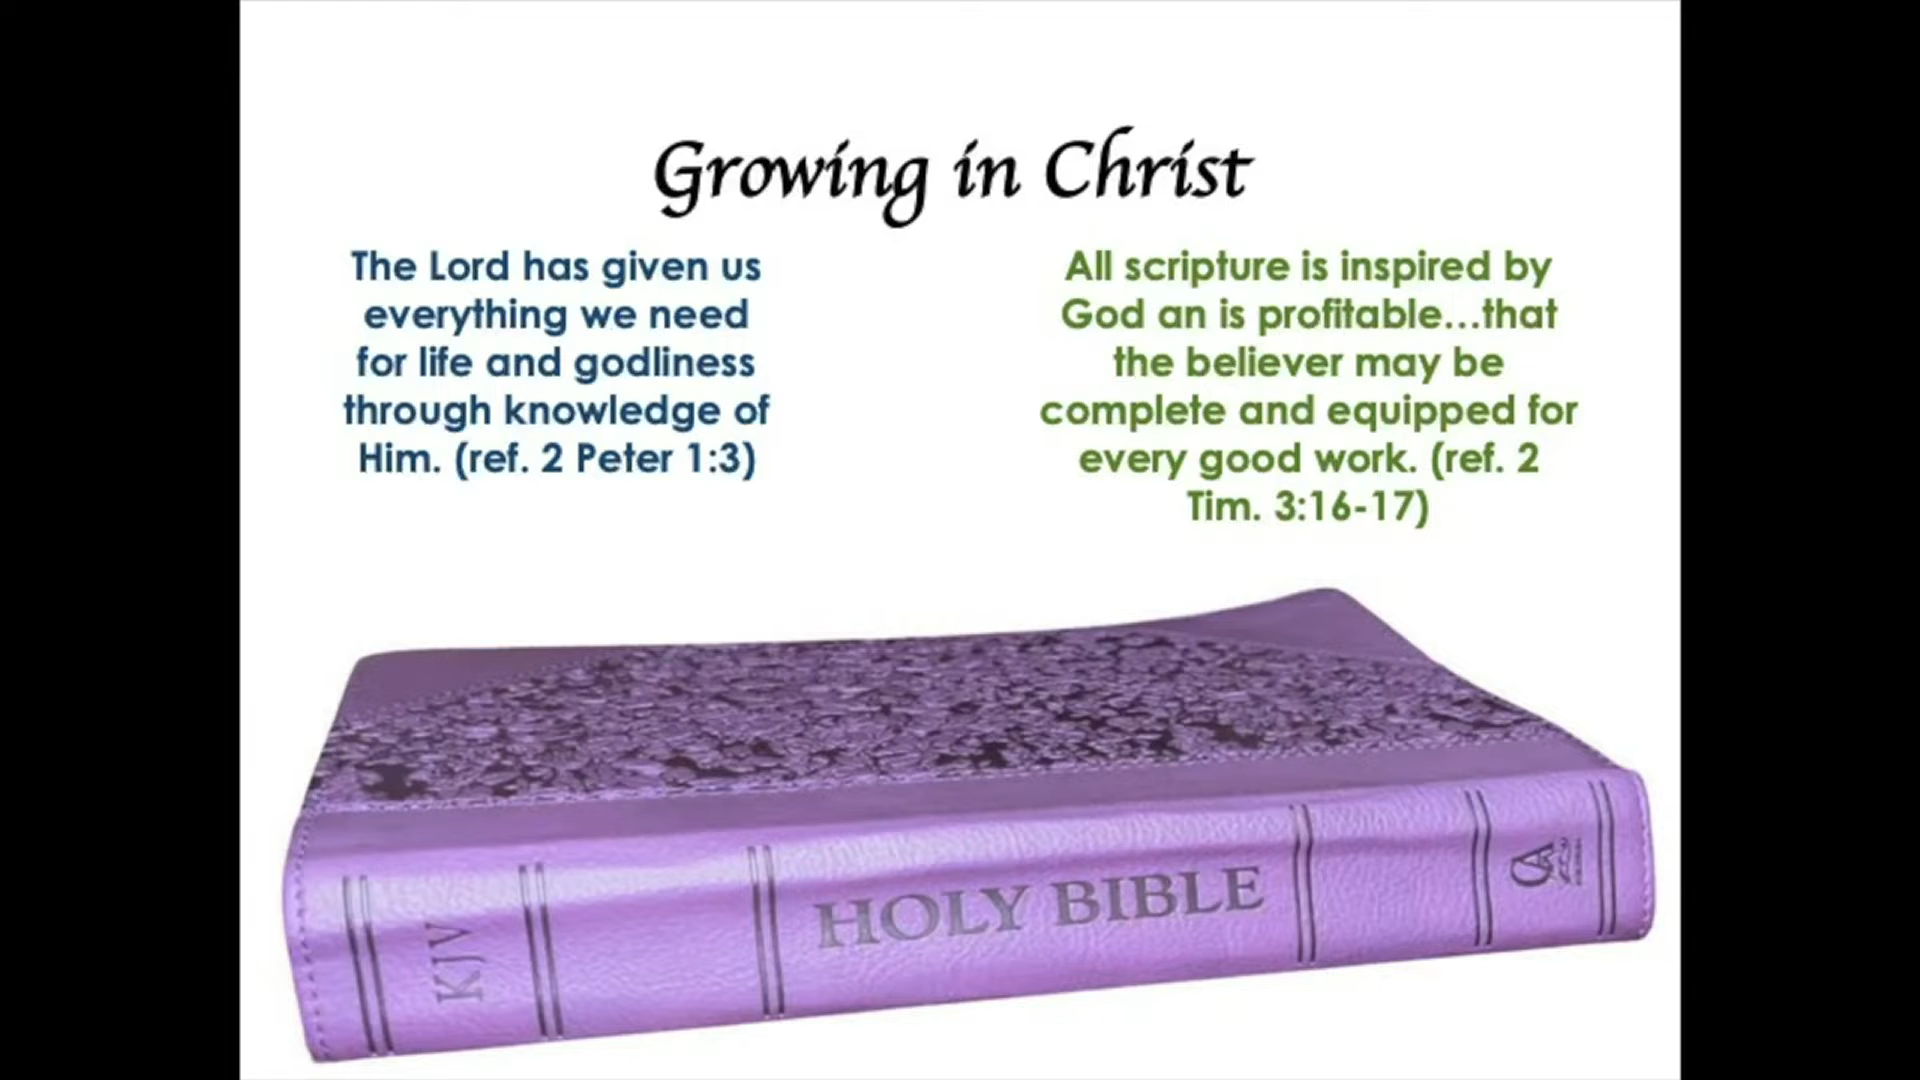 Growing in Christ
The Lord has given us
everything we need
for life and godliness
through knowledge of
Him. (ref. 2 Peter 1:3)
All scripture is inspired by
God an is profitable...that
the believer may be
complete and equipped for
every good work. (ref. 2
Tim. 3:16-17)
KJV
HOLY BIBLE